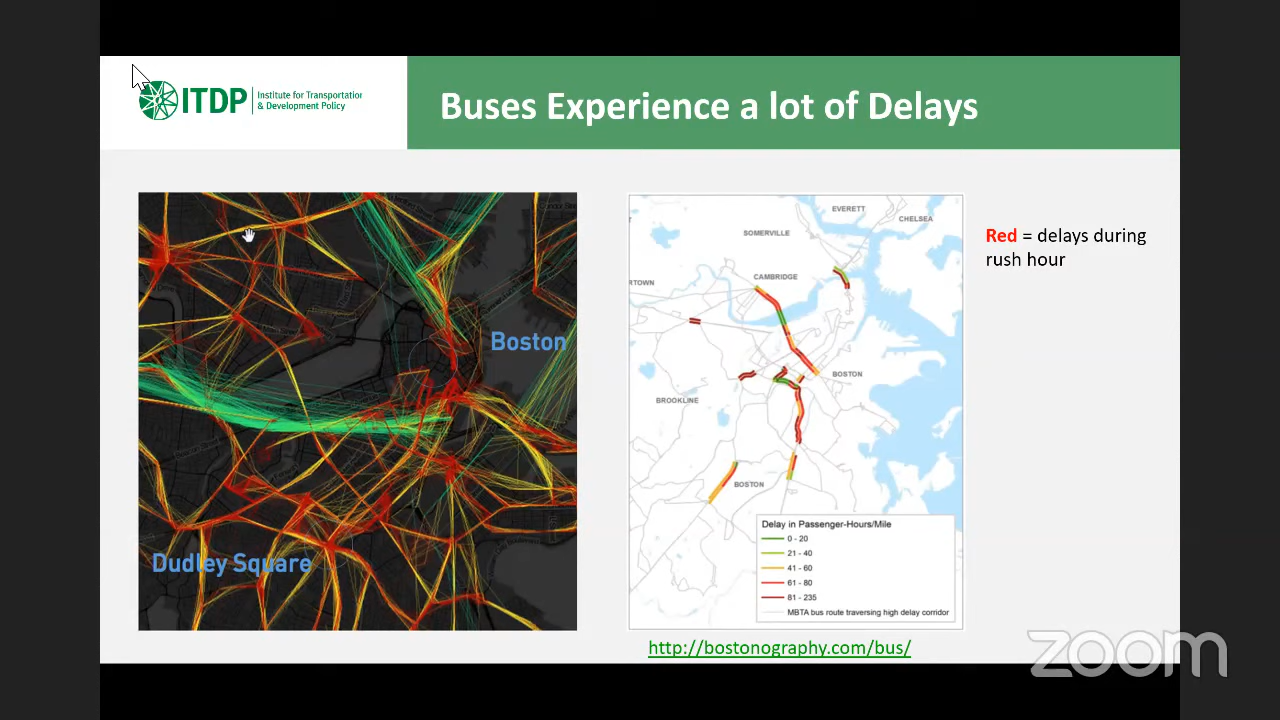 ITDP
Institute for Transportation
& Development Policy
Buses Experience a lot of Delays
Boston
Dudley Square
EVERETT
CHELSEA
SOMERVILLE
CAMBRIDGE
RTOWN
BOSTON
BROOKLINE
BOSTON
Delay in Passenger-Hours/Mile
0 - 20
21 - 40
41 - 60
61 - 80
81 - 235
MBTA bus route traversing high delay corridor
Red = delays during
rush hour
http://bostonography.com/bus/
zoom